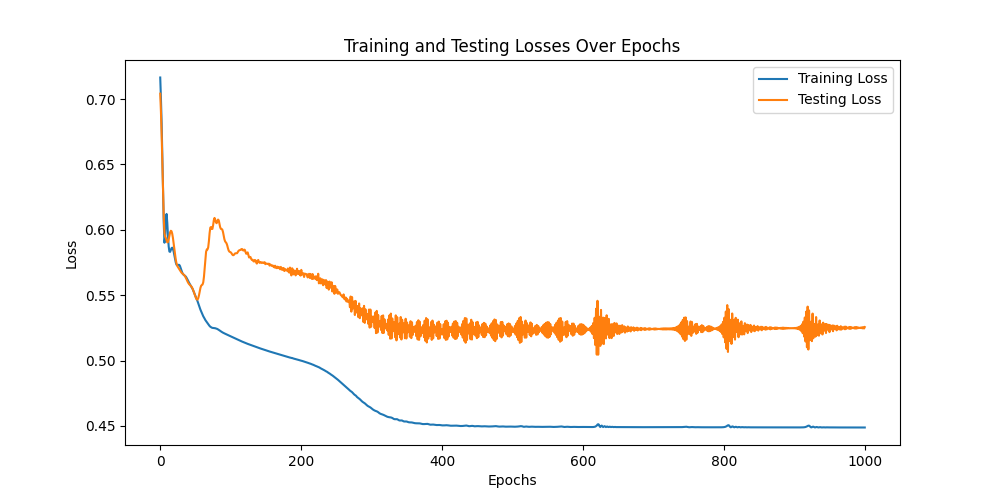 Training and Testing Losses Over Epochs
Training Loss
Testing Loss
Loss
0.70
0.65
0.60
0.55
0.50
0.45
0
200
400
600
800
1000
Epochs